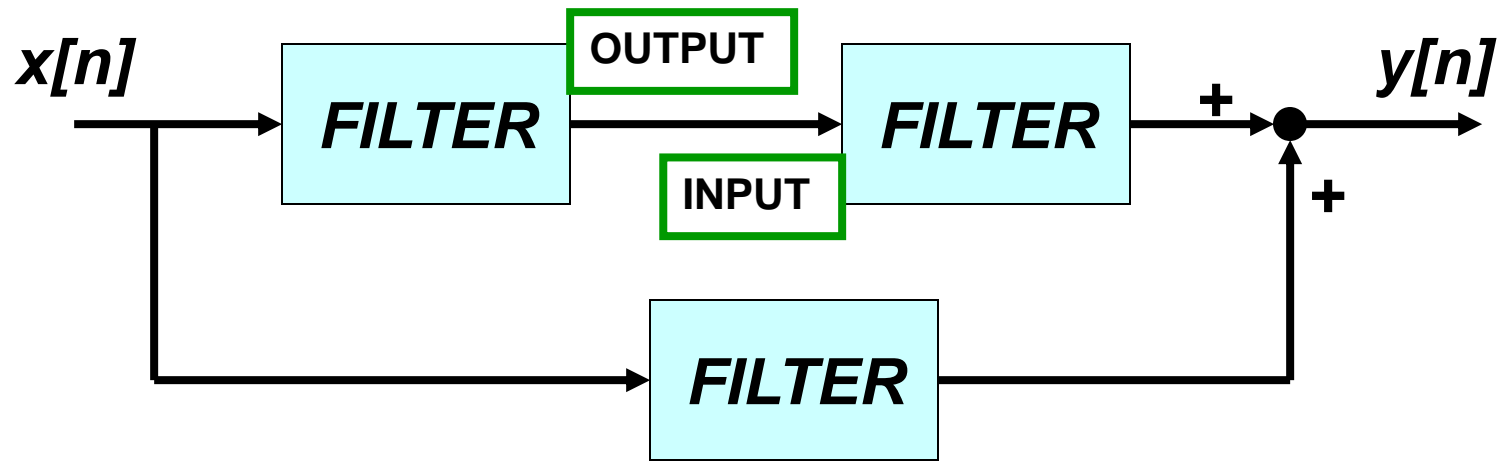 x[n]
FILTER
OUTPUT
INPUT
FILTER
+
y[n]
+
FILTER